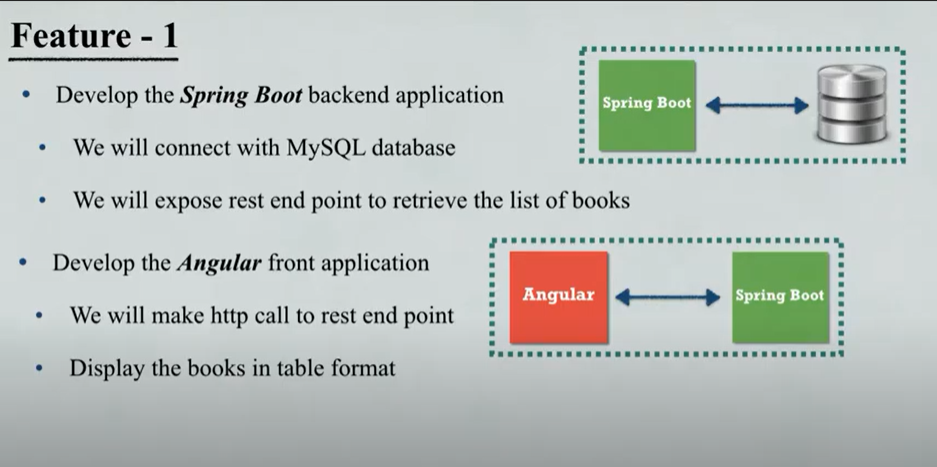 Feature - 1
Develop the Spring Boot backend application
We will connect with MySQL database
We will expose rest end point to retrieve the list of books
Spring Boot
Develop the Angular front application
We will make http call to rest end point
Display the books in table format
Angular
Spring Boot